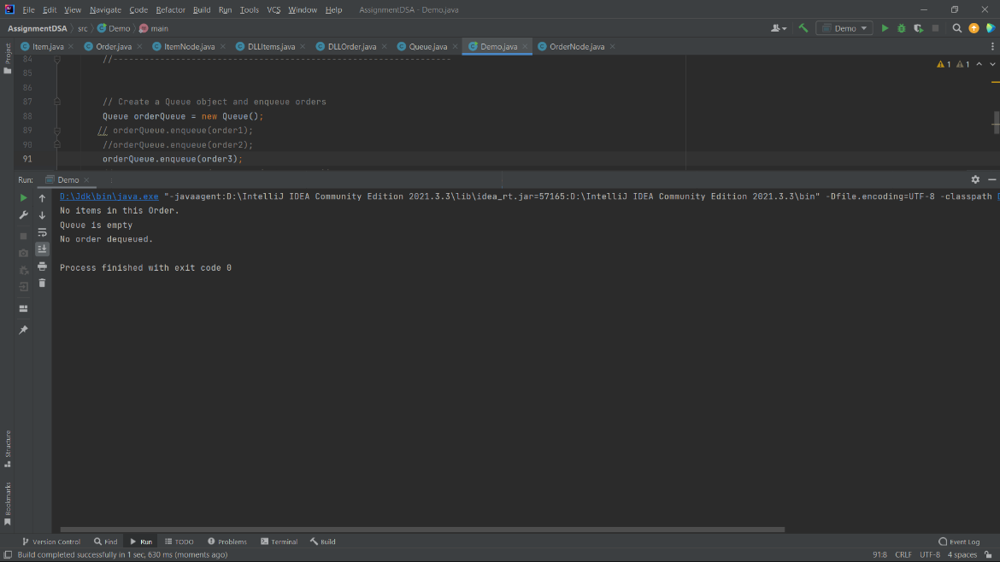 File Edit View Navigate Code Refactor Build Run Tools VCS Window Help AssignmentDSA - Demo.java
AssignmentDSA src Demo main Demo
Item.java Order.java ItemNode.java DLLItems.java DLLOrder.java Queue.java Demo.java OrderNode.java
Project
84 //-----------------------------------------------------------------
85
86
87 // Create a Queue object and enqueue orders
88 Queue orderQueue = new Queue();
89 // orderQueue.enqueue(order1);
90 //orderQueue.enqueue(order2);
91 orderQueue.enqueue(order3);
1 1
Run: Demo
D:\Jdk\bin\java.exe "-javaagent:D:\IntelliJ IDEA Community Edition 2021.3.3\lib\idea_rt.jar=57165:D:\IntelliJ IDEA Community Edition 2021.3.3\bin" -Dfile.encoding=UTF-8 -classpath
No items in this Order.
Queue is empty
No order dequeued.
Process finished with exit code 0
Structure
Bookmarks
Version Control Find Run TODO Problems Terminal Build Event Log
Build completed successfully in 1 sec, 630 ms (moments ago) 91:8 CRLF UTF-8 4 spaces